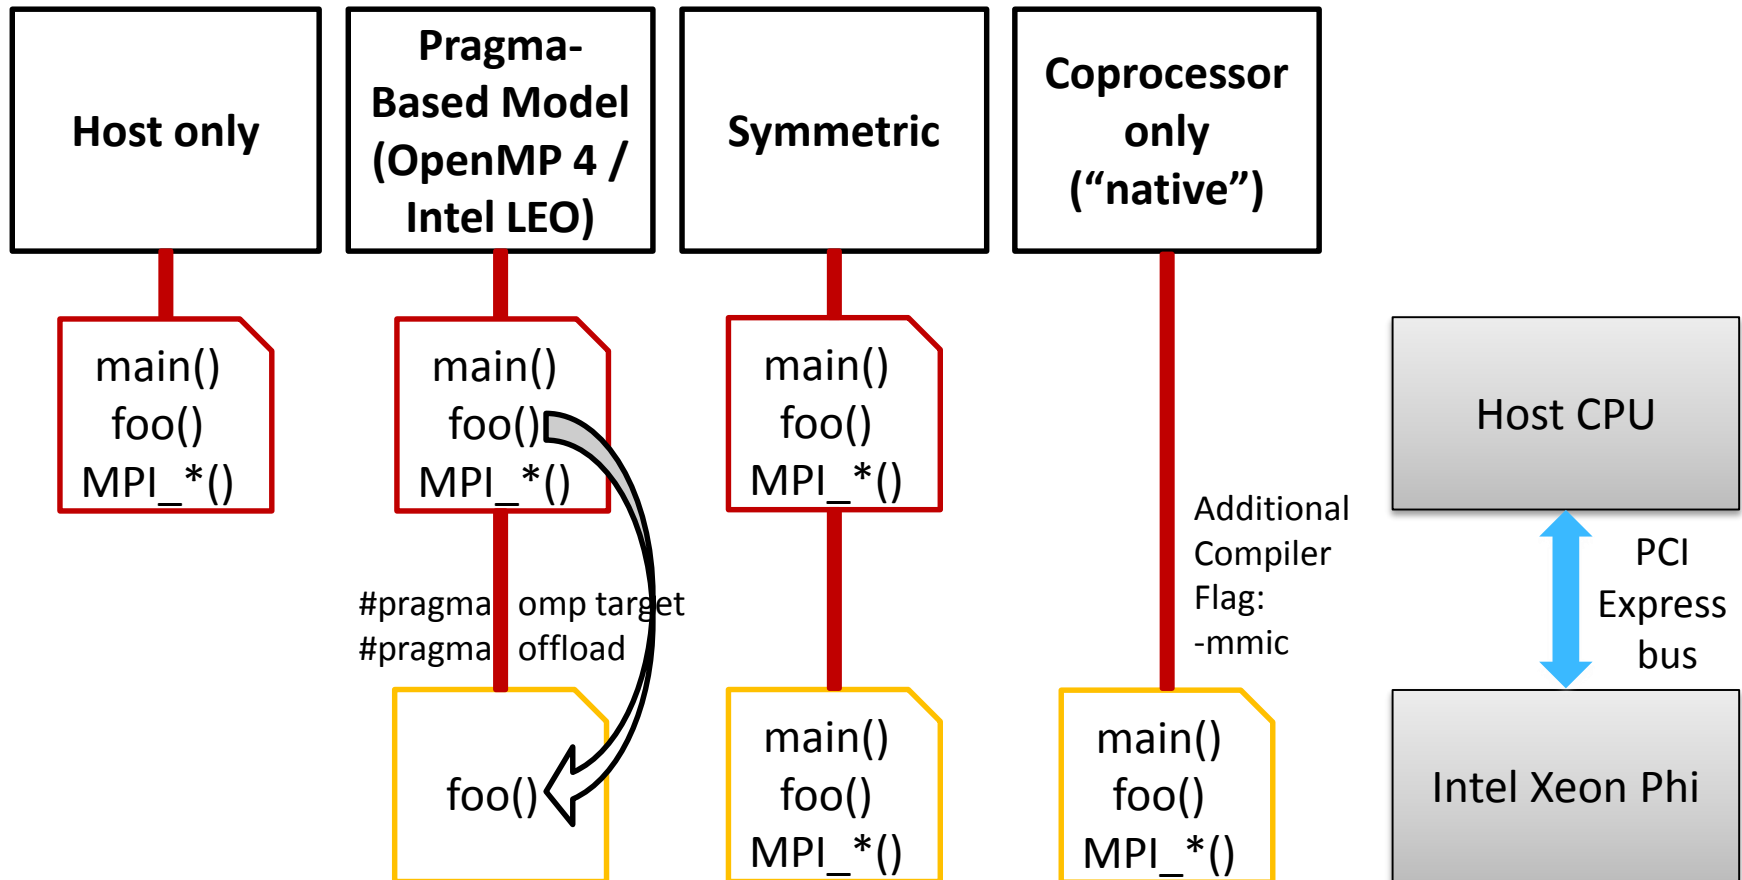 Host only
Pragma-
Based Model
(OpenMP 4 /
Intel LEO)
Symmetric
Coprocessor
only
(“native”)
main()
foo()
MPI_*()
main()
foo()
MPI_*()
main()
foo()
MPI_*()
Host CPU
#pragma omp target
#pragma offload
Additional
Compiler
Flag:
-mmic
PCI
Express
bus
foo()
main()
foo()
MPI_*()
main()
foo()
MPI_*()
Intel Xeon Phi